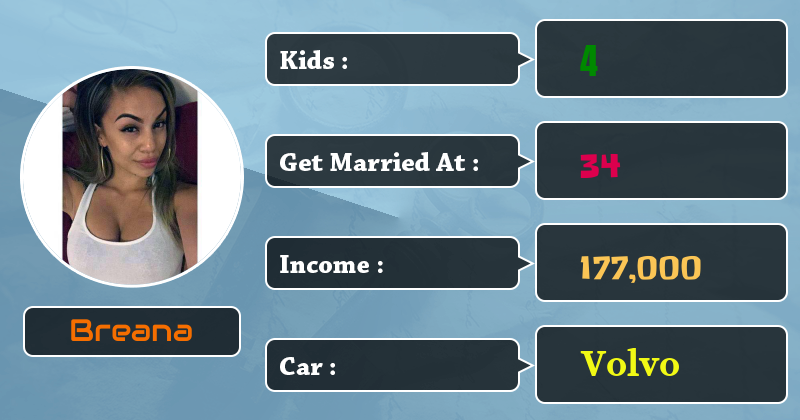 Kids :
4
Get Married At :
34
Income :
177,000
Car :
Volvo
Breana